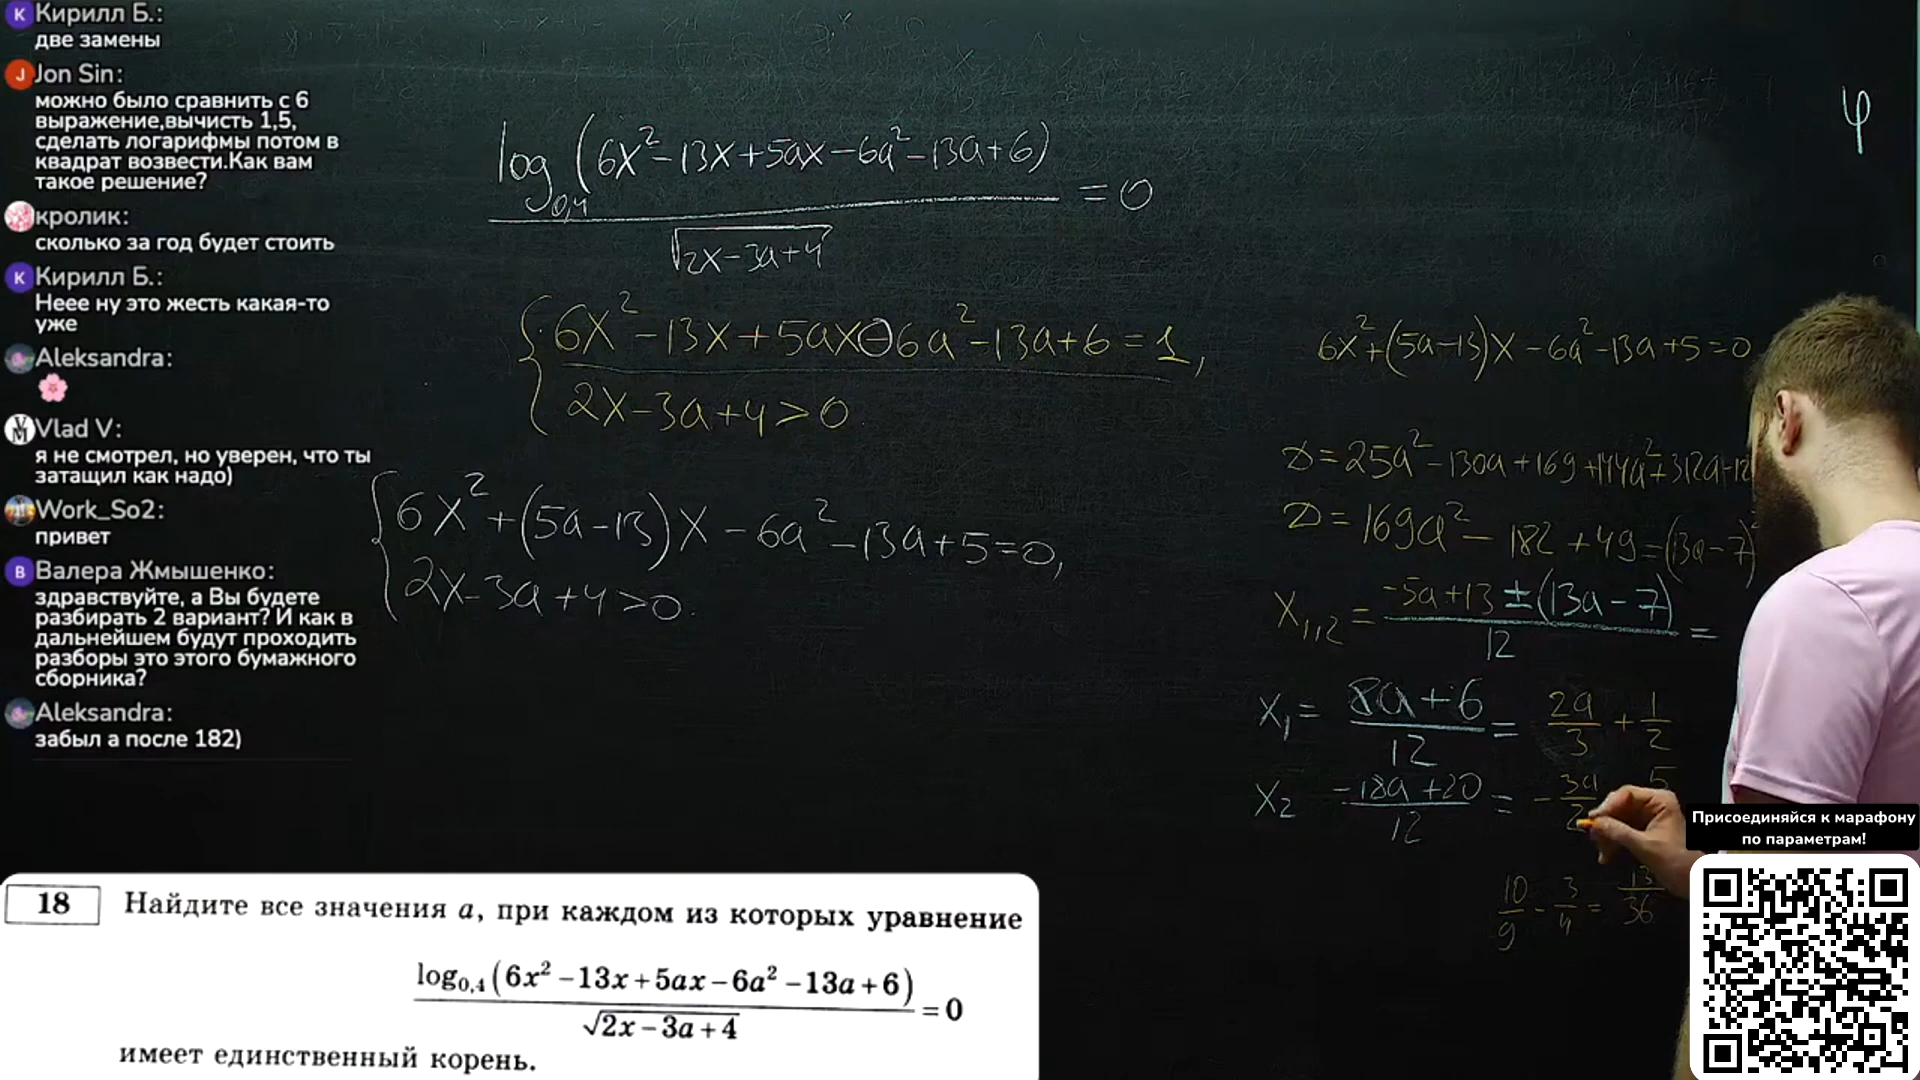 Кирилл Б.:
две замены
Jon Sin:
можно было сравнить с 6
выражение,вычисть 1,5,
сделать логарифмы потом в
квадрат возвести.Как вам
такое решение?
кролик:
сколько за год будет стоить
Кирилл Б.:
Неее ну это жесть какая-то
уже
Aleksandra:
🌸
Vlad V:
я не смотрел, но уверен, что ты
затащил как надо)
Work_So2:
привет
Валера Жмышенко:
здравствуйте, а Вы будете
разбирать 2 вариант? И как в
дальнейшем будут проходить
разборы это этого бумажного
сборника?
Aleksandra:
забыл а после 182)
log₀,₄ (6x² – 13x + 5ax – 6a² – 13a + 6)
= 0
√2x – 3a + 4
6x² – 13x + 5ax – 6a² – 13a + 6 = 1,
2x – 3a + 4 > 0
6x² + (5a – 13)x – 6a² – 13a + 5 = 0,
2x – 3a + 4 > 0.
6x² + (5a – 13)x – 6a² – 13a + 5 = 0
D = 25a² – 130a + 169 + 144a² + 312a – 12
D = 169a² – 182 + 49 = (13a – 7)²
x₁,₂ = (–5a + 13 ± (13a – 7)) / 12 =
x₁ = (8a + 6) / 12 = 2a/3 + 1/2
x₂ = (–18a + 20) / 12 = – 3a/2 5
10/9 – 3/4 = 13/36
φ
Присоединяйся к марафону
по параметрам!
18 Найдите все значения a, при каждом из которых уравнение
log₀,₄ (6x² – 13x + 5ax – 6a² – 13a + 6)
= 0
√2x – 3a + 4
имеет единственный корень.